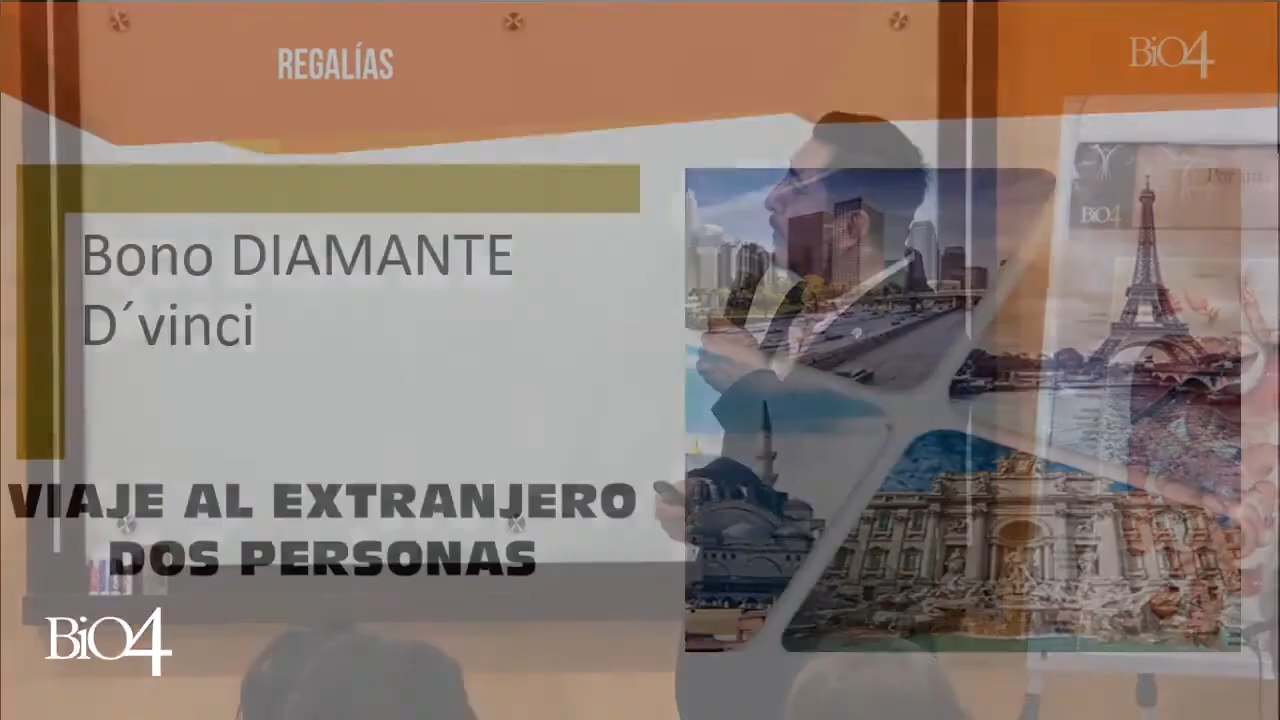 REGALÍAS
BiO4
BiO4
Bono DIAMANTE
D´vinci
VIAJE AL EXTRANJERO
DOS PERSONAS
BiO4